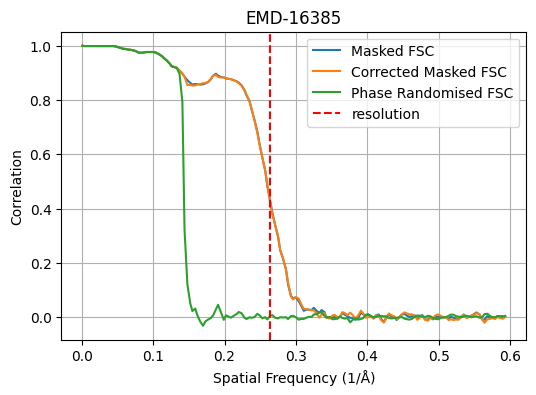 EMD-16385
Masked FSC
Corrected Masked FSC
Phase Randomised FSC
resolution
Correlation
1.0
0.8
0.6
0.4
0.2
0.0
0.0 0.1 0.2 0.3 0.4 0.5 0.6
Spatial Frequency (1/Å)